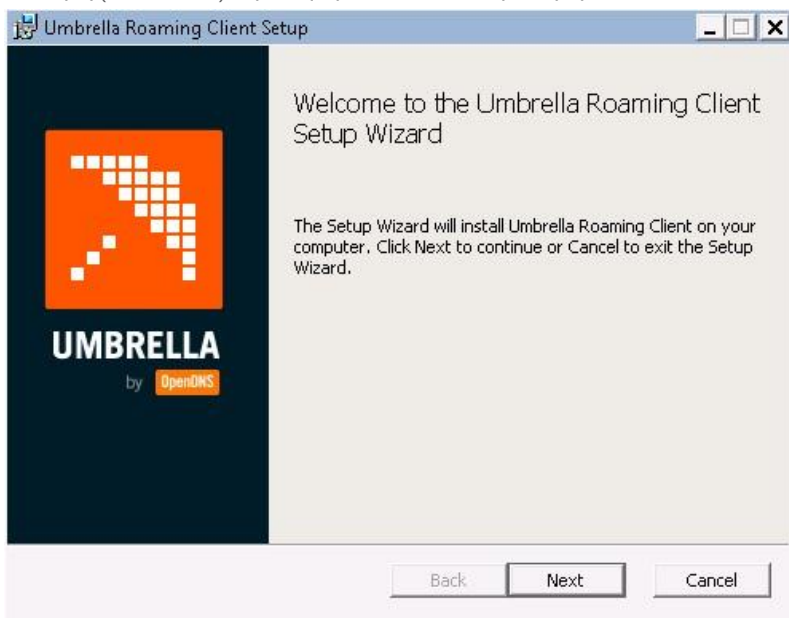 Umbrella Roaming Client Setup
Welcome to the Umbrella Roaming Client
Setup Wizard
The Setup Wizard will install Umbrella Roaming Client on your
computer. Click Next to continue or Cancel to exit the Setup
Wizard.
UMBRELLA
by OpenDNS
Back Next Cancel